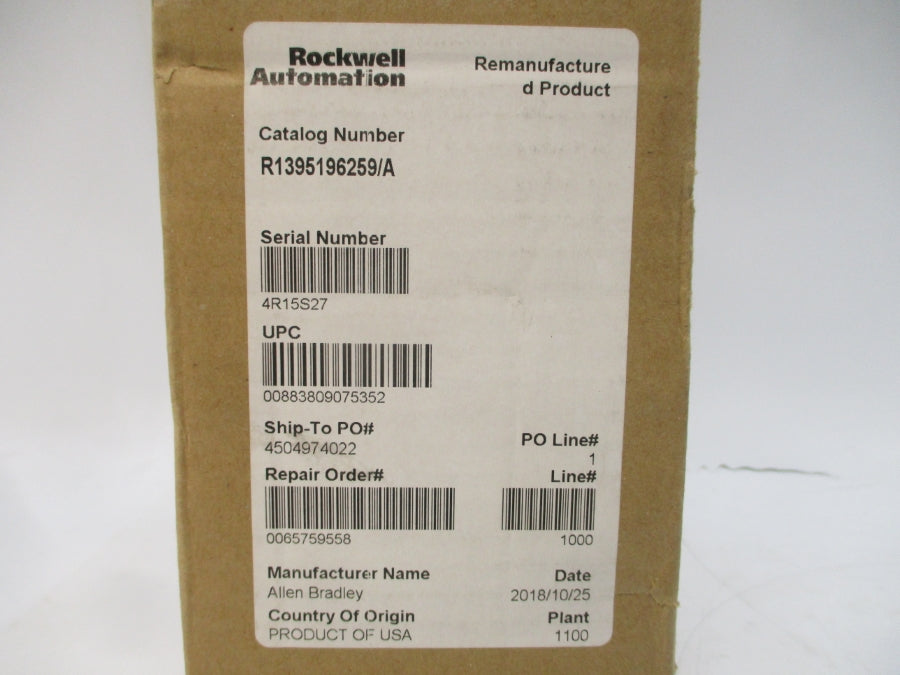 Rockwell
Automation
Remanufacture
d Product
Catalog Number
R1395196259/A
Serial Number
4R15S27
UPC
00883809075352
Ship-To PO#
4504974022
PO Line#
1
Repair Order#
Line#
0065759558
1000
Manufacturer Name
Date
Allen Bradley
2018/10/25
Country Of Origin
Plant
PRODUCT OF USA
1100